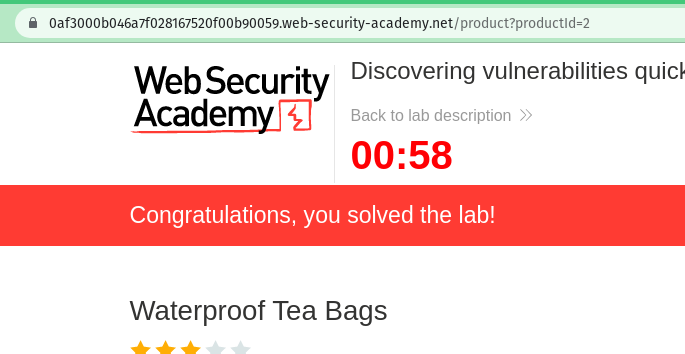 0af3000b046a7f028167520f00b90059.web-security-academy.net/product?productId=2
Web Security
Academy
Discovering vulnerabilities quick
Back to lab description
00:58
Congratulations, you solved the lab!
Waterproof Tea Bags